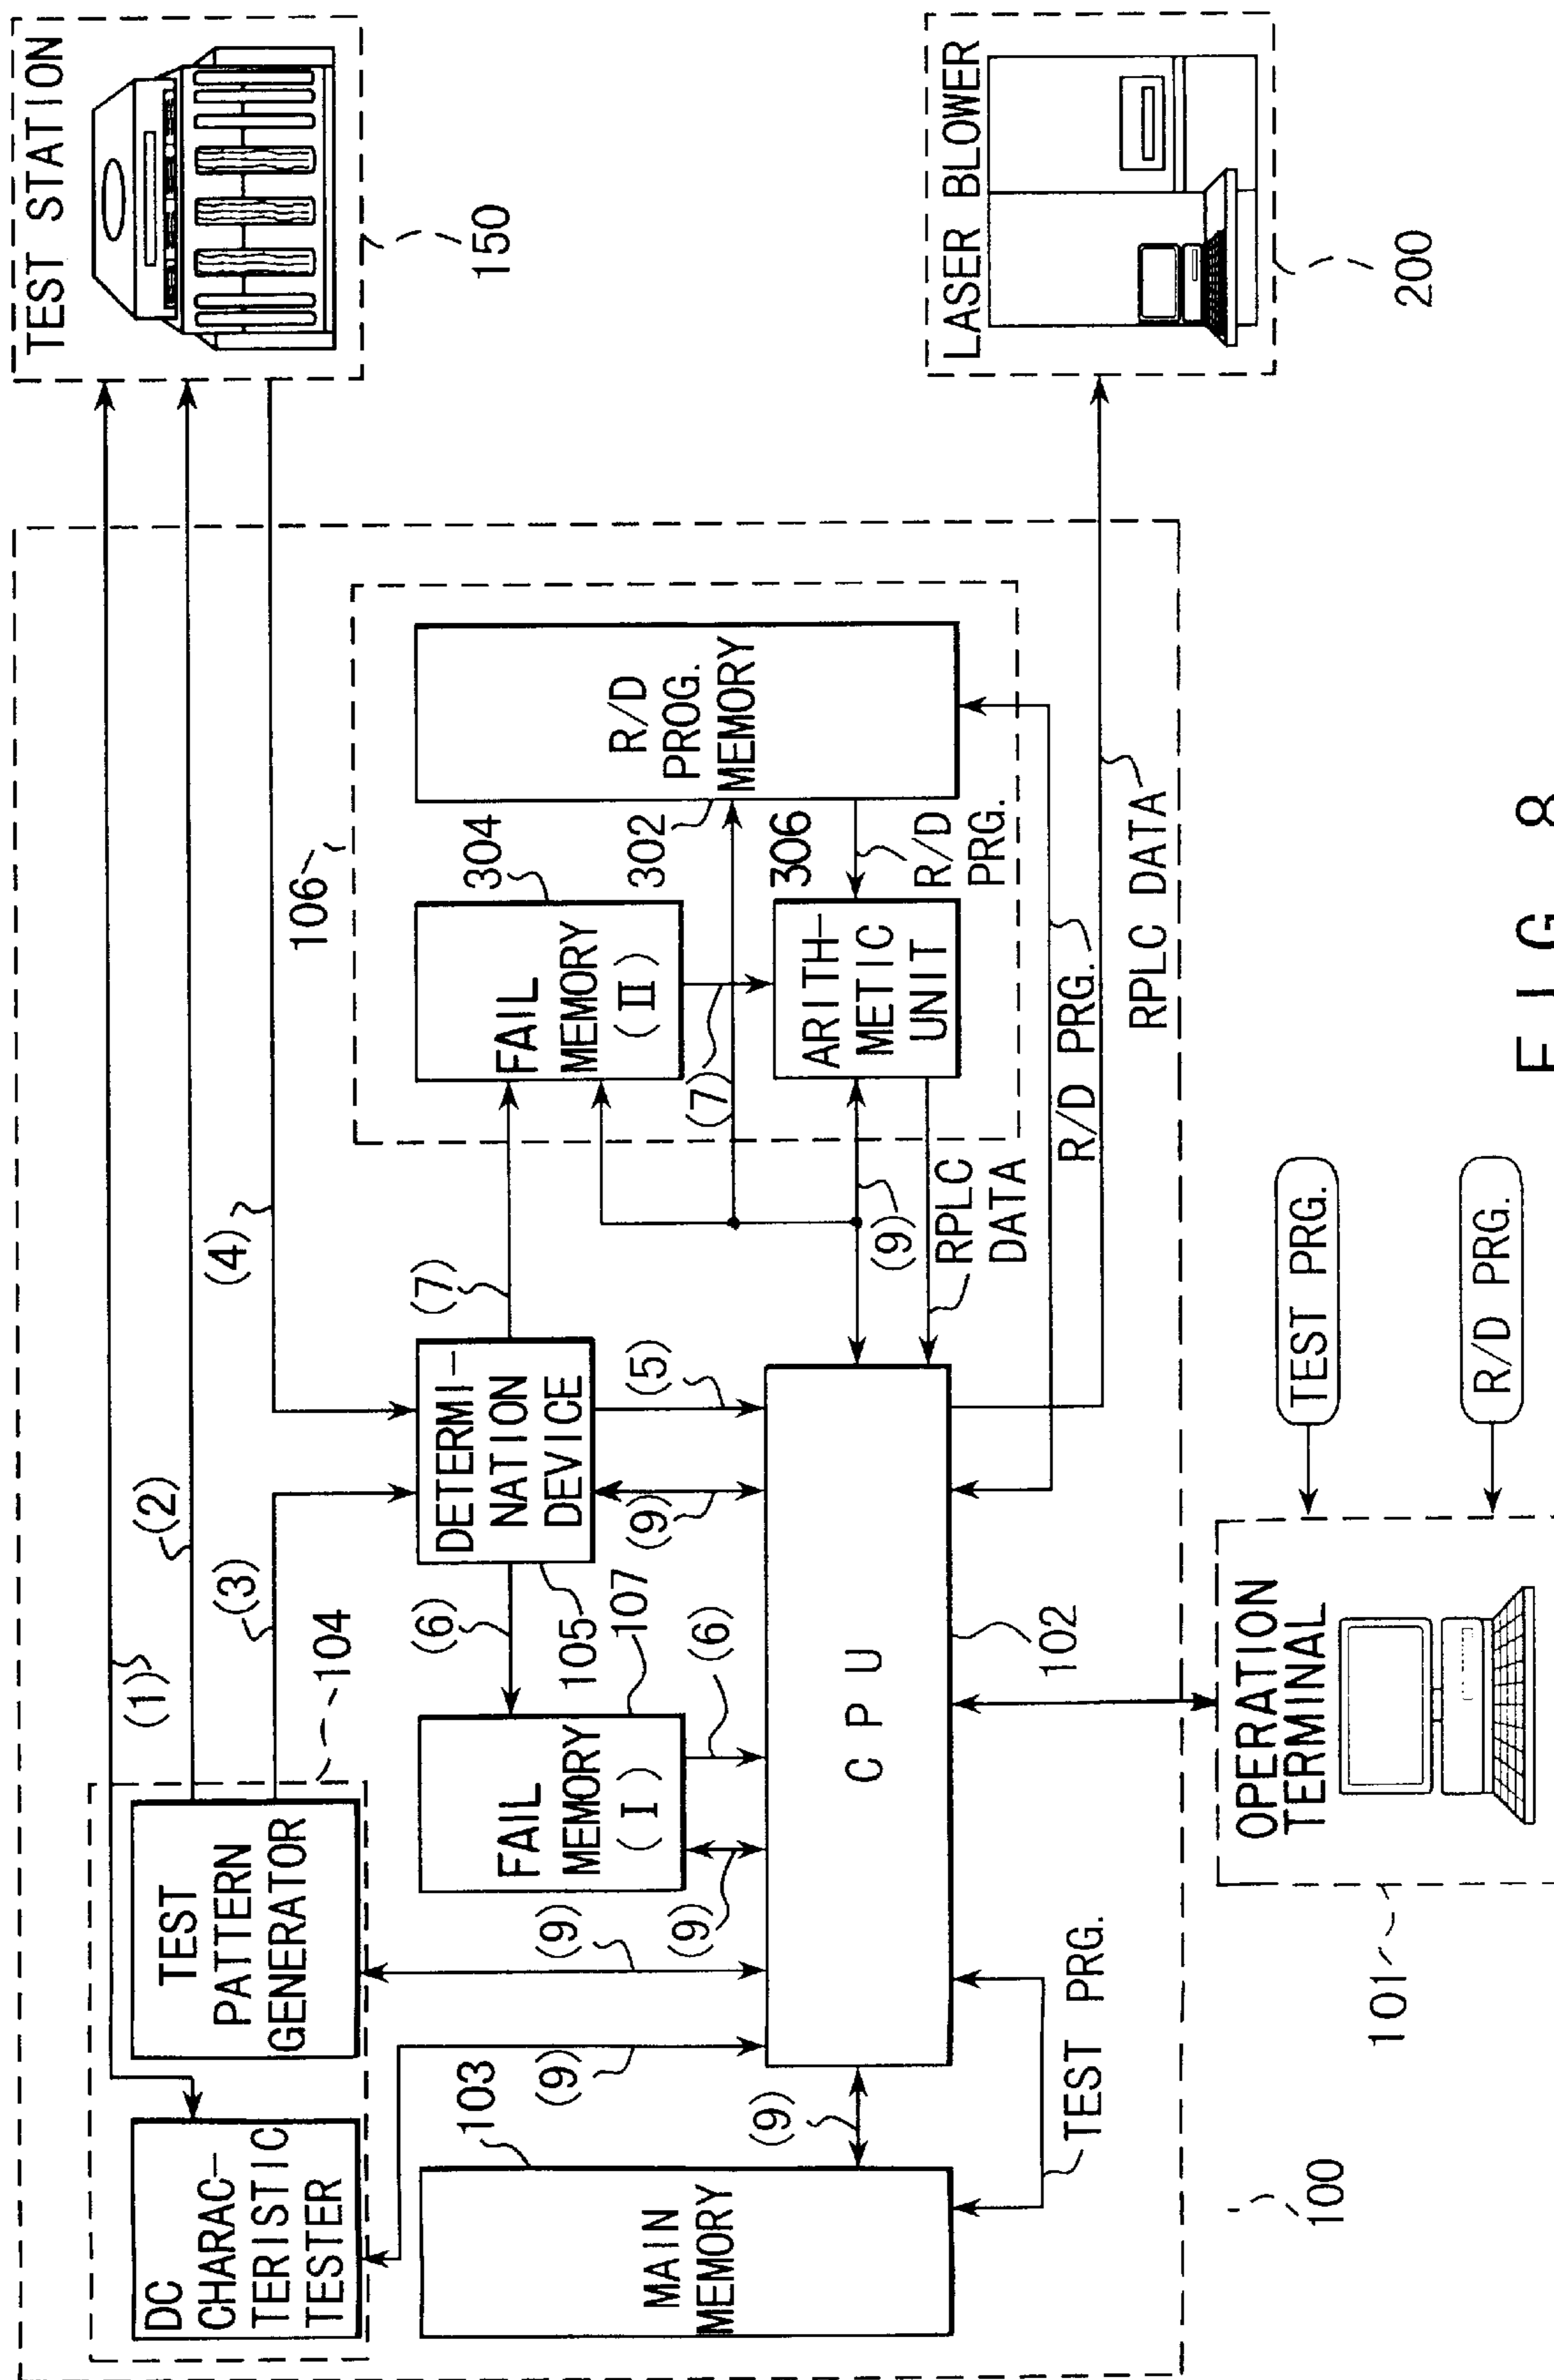 TEST STATION
150
LASER BLOWER
200
(1)
(2)
(3)
(4)
104
DC
CHARAC-
TERISTIC
TESTER
TEST
PATTERN
GENERATOR
106
(9)
(9)
103
MAIN
MEMORY
(9)
FAIL
MEMORY
(I)
107
(6)
(6)
(9)
DETERMI-
NATION
DEVICE
105
(5)
(7)
(9)
FAIL
MEMORY
(II)
304
(7)
R/D
PROG.
MEMORY
302
ARITH-
METIC
UNIT
306
R/D
PRG.
(9)
RPLC
DATA
CPU
102
R/D PRG.
RPLC DATA
TEST PRG.
100
OPERATION
TERMINAL
101
TEST PRG.
R/D PRG.
FIG. 8